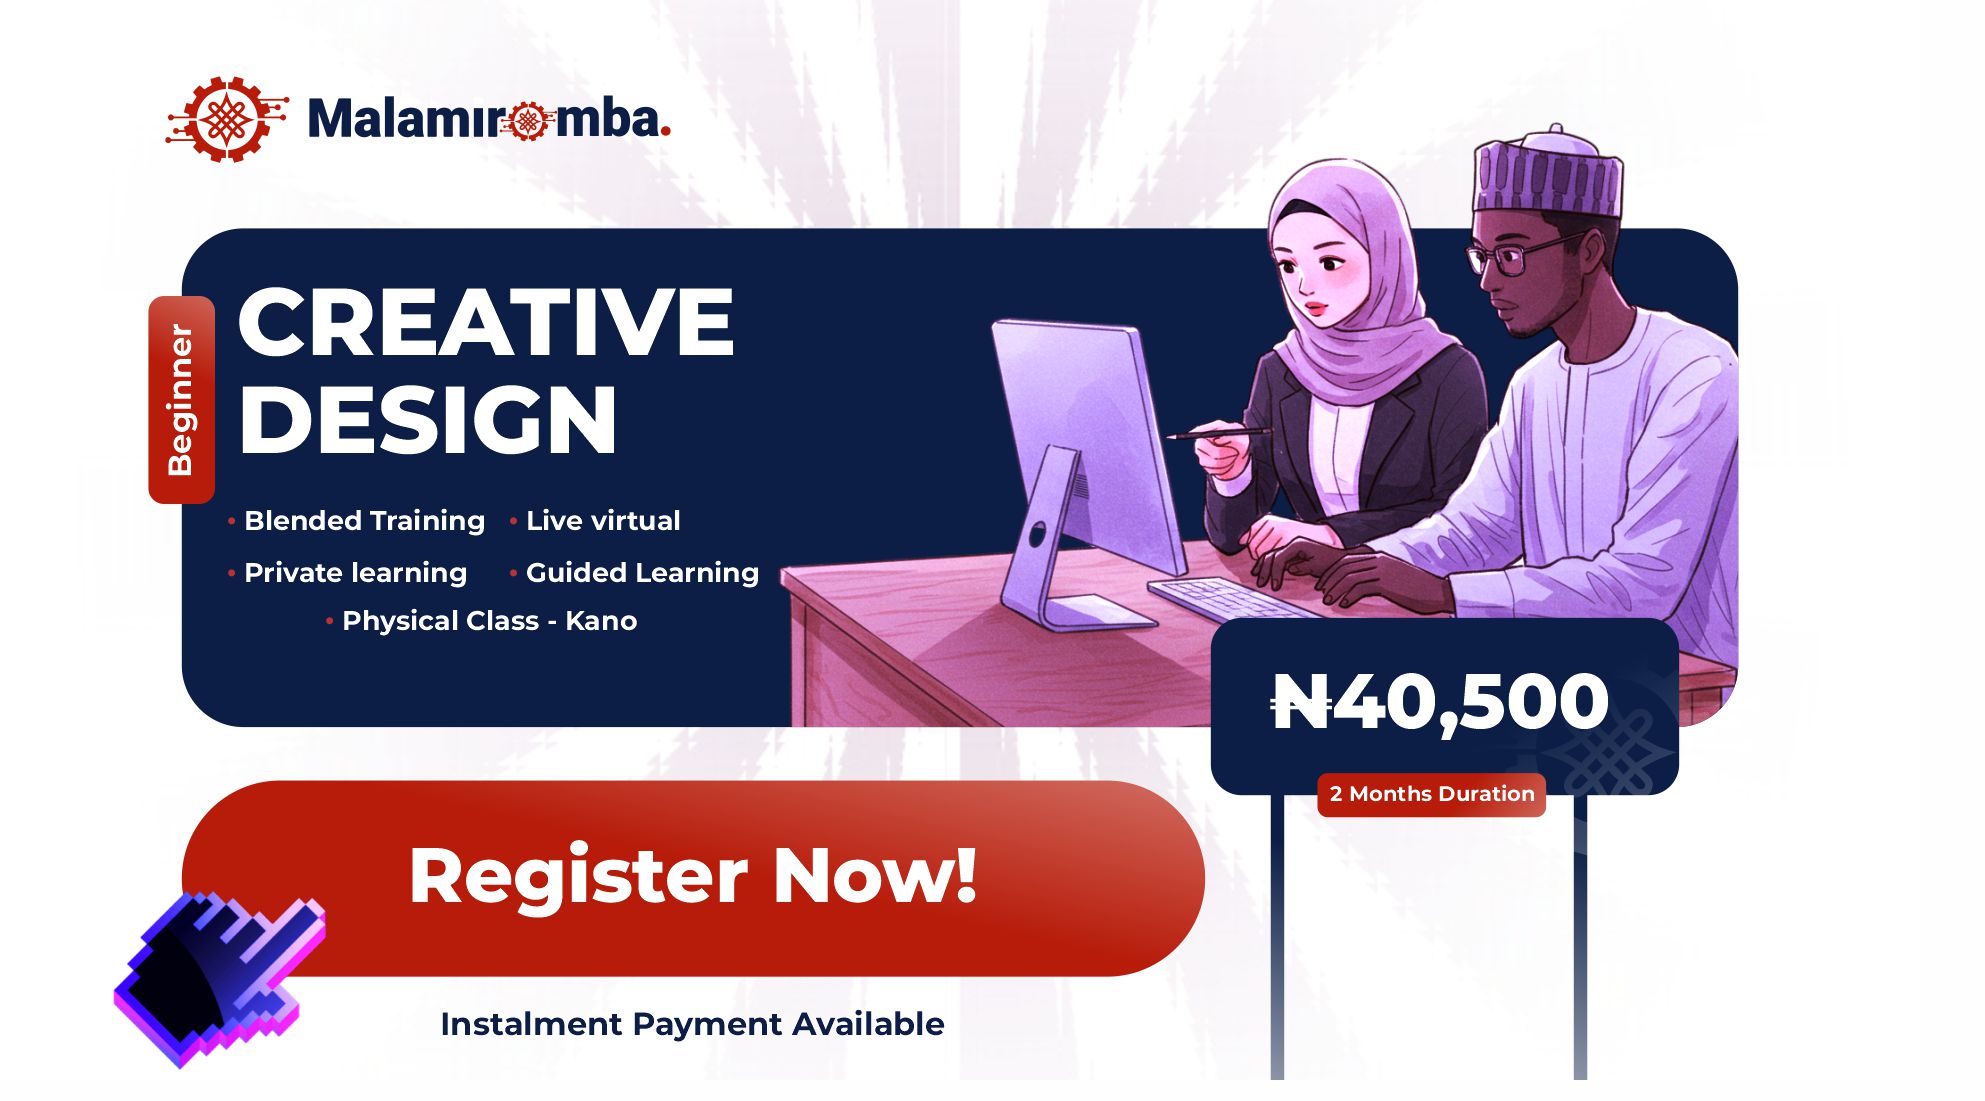 Malamıromba.
Beginner
CREATIVE
DESIGN
• Blended Training • Live virtual
• Private learning • Guided Learning
• Physical Class - Kano
₦40,500
2 Months Duration
Register Now!
Instalment Payment Available